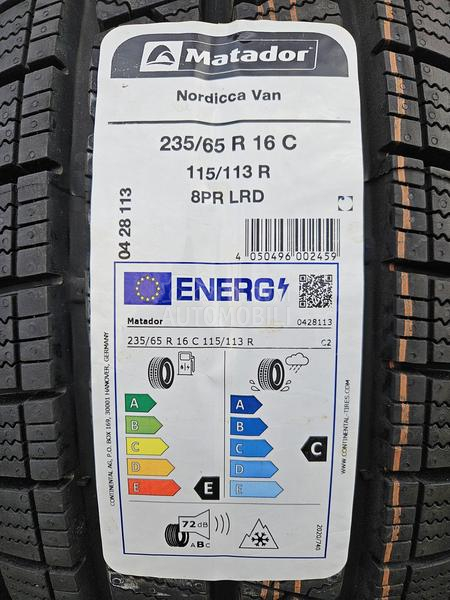 Matador
Nordicca Van
235/65 R 16 C
115/113 R
8PR LRD
04 28 113
4 050496 002459
ENERG
AUTOMOBILI
Matador
0428113
235/65 R 16 C 115/113 R
C2
A
B
C
D
E
E
A
B
C
D
E
C
72 dB
ABC
2020/740
CONTINENTAL AG, P.O. BOX 169, 30001 HANOVER, GERMANY
WWW.CONTINENTAL-TIRES.COM